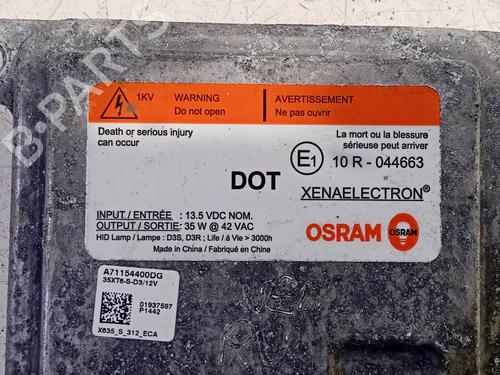 B-PARTS
1KV
WARNING
Do not open
AVERTISSEMENT
Ne pas ouvrir
Death or serious injury
can occur
La mort ou la blessure
sérieuse peut arriver
E1 10 R - 044663
DOT
XENAELECTRON®
INPUT / ENTRÉE : 13.5 VDC NOM.
OUTPUT / SORTIE: 35 W @ 42 VAC
HID Lamp / Lampe : D3S, D3R ; Life / á Vie > 3000h
Made in China / Fabriqué en Chine
OSRAM
OSRAM
A71154400DG
35XT6-S-D3/12V
01937597
P1442
X635_S_312_ECA